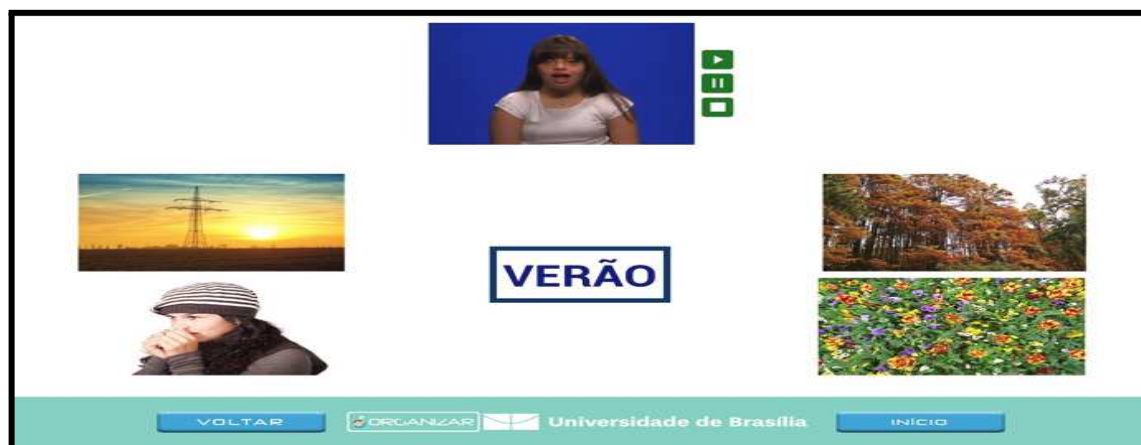 VERÃO
VOLTAR
ORGANIZAR
Universidade de Brasília
INÍCIO